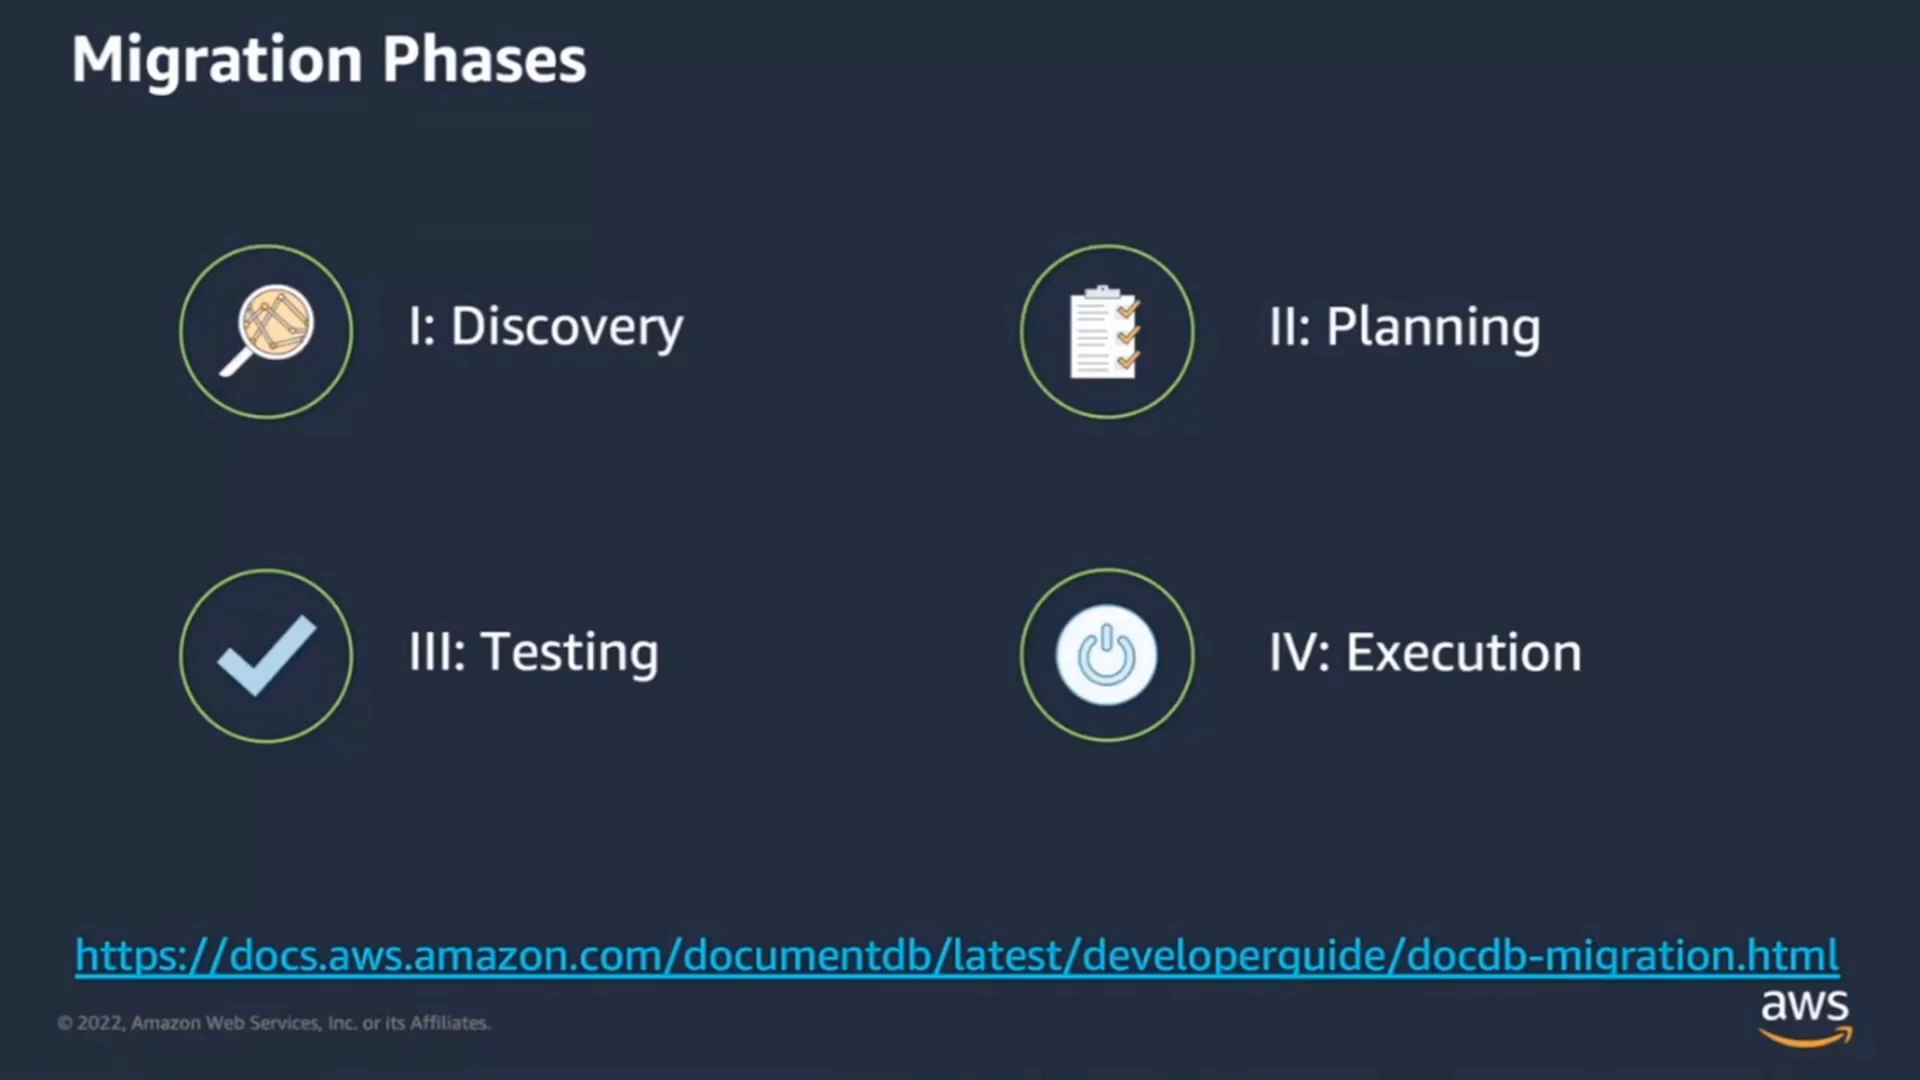 Migration Phases
I: Discovery
II: Planning
III: Testing
IV: Execution
https://docs.aws.amazon.com/documentdb/latest/developerguide/docdb-migration.html
© 2022, Amazon Web Services, Inc. or its Affiliates.
aws